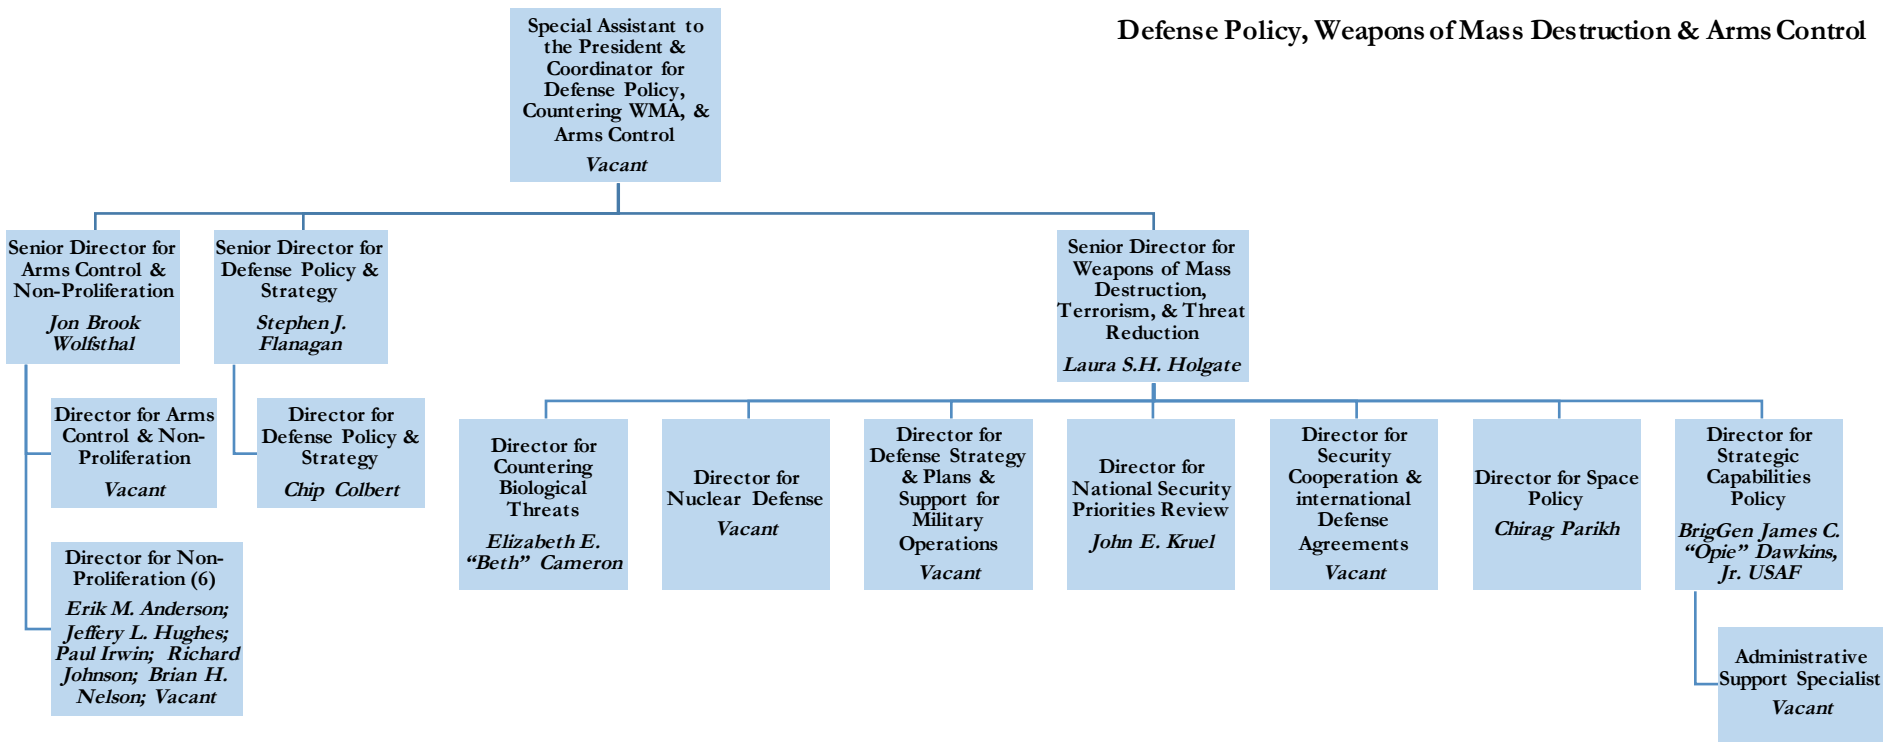 Defense Policy, Weapons of Mass Destruction & Arms Control
Special Assistant to
the President &
Coordinator for
Defense Policy,
Countering WMA, &
Arms Control
Vacant
Senior Director for
Arms Control &
Non-Proliferation
Jon Brook
Wolfsthal
Senior Director for
Defense Policy &
Strategy
Stephen J.
Flanagan
Senior Director for
Weapons of Mass
Destruction,
Terrorism, & Threat
Reduction
Laura S.H. Holgate
Director for Arms
Control & Non-
Proliferation
Vacant
Director for
Defense Policy &
Strategy
Chip Colbert
Director for Non-
Proliferation (6)
Erik M. Anderson;
Jeffery L. Hughes;
Paul Irwin; Richard
Johnson; Brian H.
Nelson; Vacant
Director for
Countering
Biological
Threats
Elizabeth E.
“Beth” Cameron
Director for
Nuclear Defense
Vacant
Director for
Defense Strategy
& Plans &
Support for
Military
Operations
Vacant
Director for
National Security
Priorities Review
John E. Kruel
Director for
Security
Cooperation &
international
Defense
Agreements
Vacant
Director for Space
Policy
Chirag Parikh
Director for
Strategic
Capabilities
Policy
BrigGen James C.
“Opie” Dawkins,
Jr. USAF
Administrative
Support Specialist
Vacant